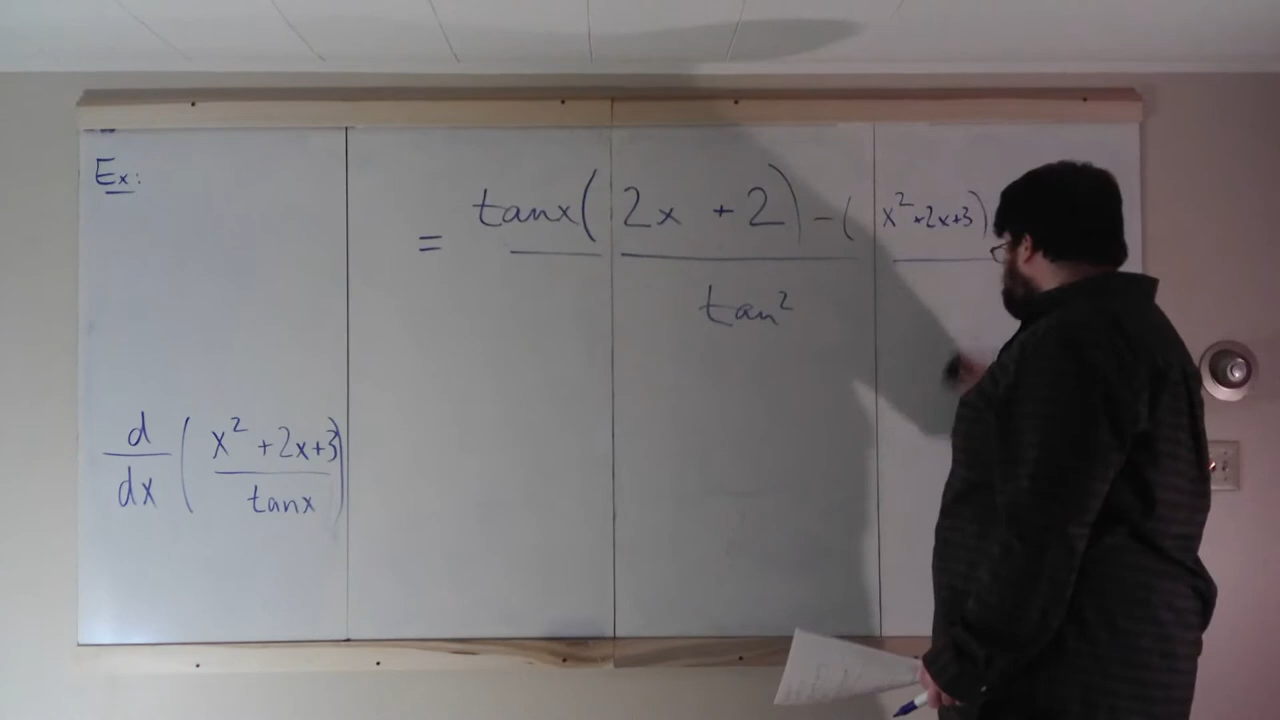 Ex:
d/dx ( x² + 2x + 3 / tanx )
= tanx( 2x + 2 ) - ( x² + 2x + 3 )
tan²